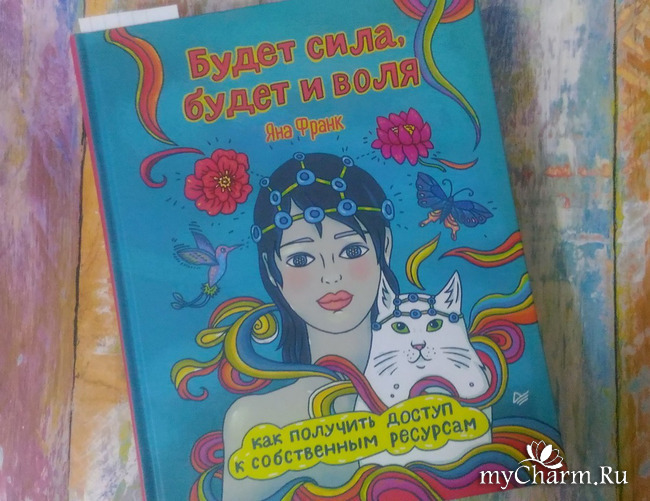 Будет сила,
будет и воля
Яна Франк
как получить доступ
к собственным ресурсам
myCharm.Ru